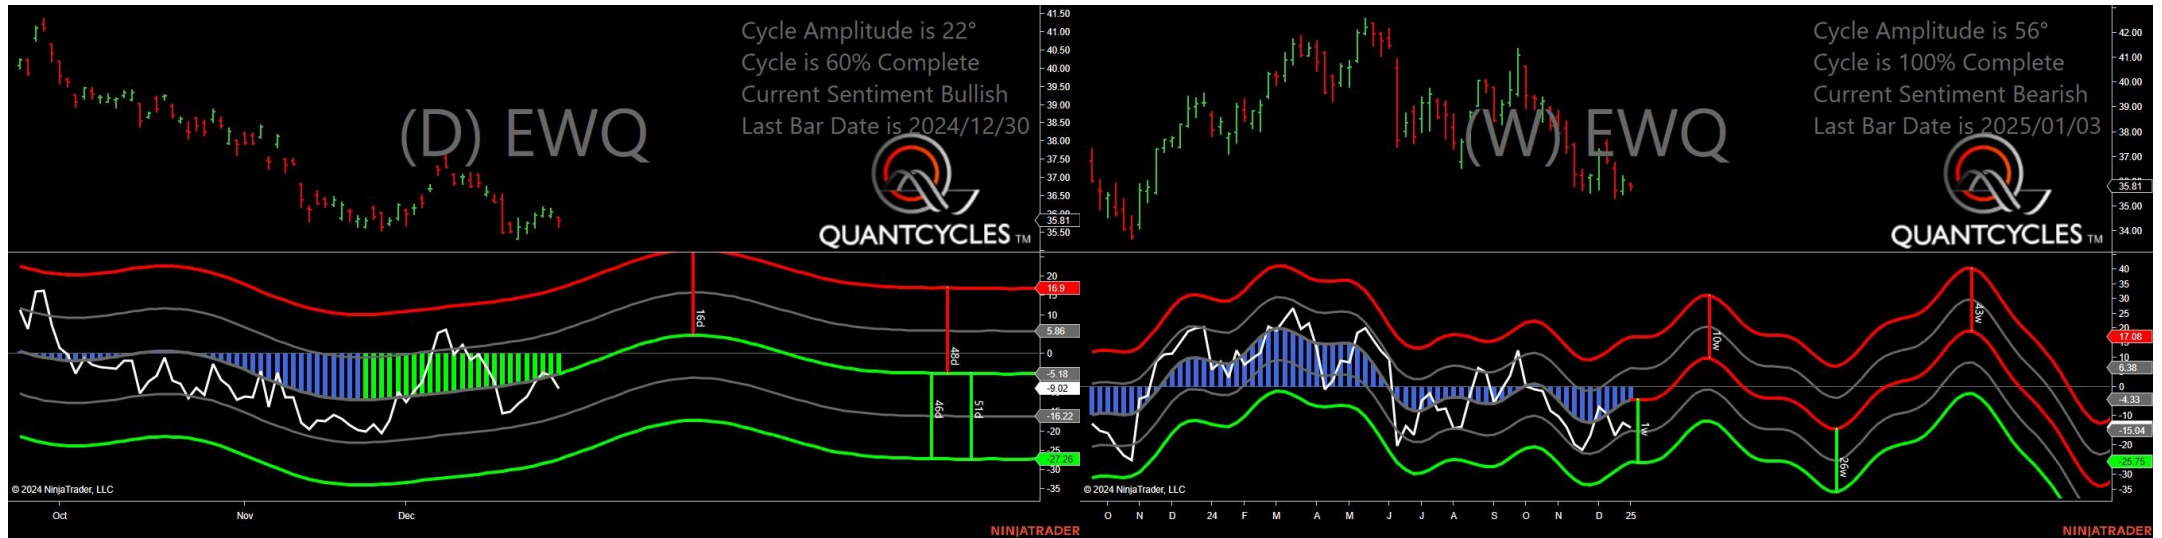 Cycle Amplitude is 22°
Cycle is 60% Complete
Current Sentiment Bullish
Last Bar Date is 2024/12/30
(D) EWQ
QUANTCYCLES TM
41.50
41.00
40.50
40.00
39.50
39.00
38.50
38.00
37.50
37.00
36.50
35.81
35.50
20
16.9
10
5.86
0
-5.18
-9.02
-16.22
-20
-27.26
-30
-35
16d
48d
46d
51d
© 2024 NinjaTrader, LLC
Oct Nov Dec
NINJATRADER
Cycle Amplitude is 56°
Cycle is 100% Complete
Current Sentiment Bearish
Last Bar Date is 2025/01/03
(W) EWQ
QUANTCYCLES TM
42.00
41.00
40.00
39.00
38.00
37.00
35.81
35.00
34.00
40
35
30
25
20
17.08
10
6.38
0
-4.33
-10
-15.04
-20
-25.75
-30
-35
1w
10w
26w
43w
© 2024 NinjaTrader, LLC
O N D 24 F M A M J J A S O N D 25
NINJATRADER